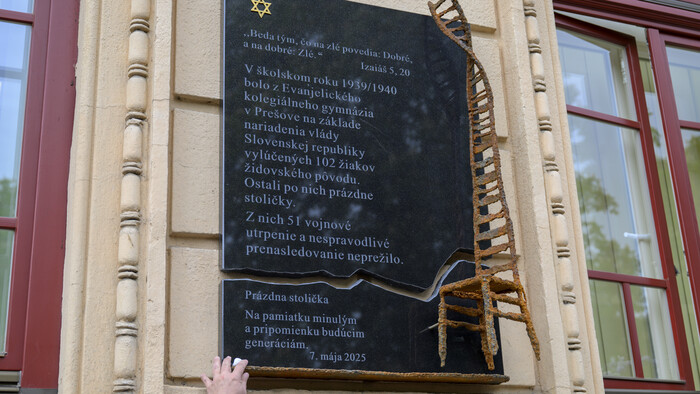 „Beda tým, čo na zlé povedia: Dobré,
a na dobré: Zlé.“
Izaiáš 5, 20
V školskom roku 1939/1940
bolo z Evanjelického
kolegiálneho gymnázia
v Prešove na základe
nariadenia vlády
Slovenskej republiky
vylúčených 102 žiakov
židovského pôvodu.
Ostali po nich prázdne
stoličky.
Z nich 51 vojnové
utrpenie a nespravodlivé
prenasledovanie neprežilo.
Prázdna stolička
Na pamiatku minulým
a pripomienku budúcim
generáciám.
7. mája 2025